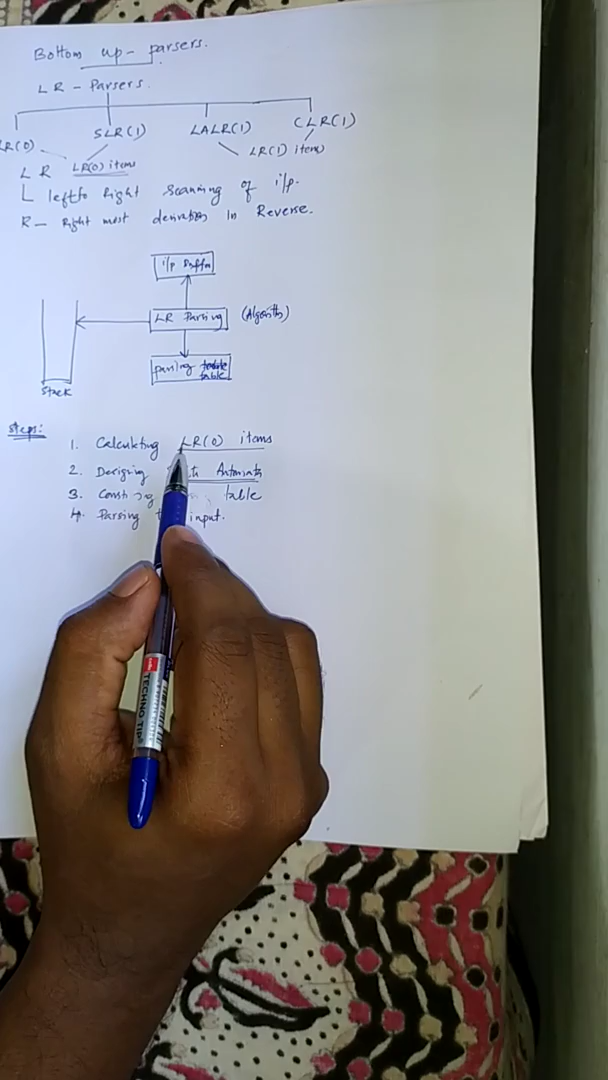 Bottom up - parsers.
LR - Parsers.
LR(0) SLR(1) LALR(1) CLR(1)
LR LR(0) items LR(1) items
L left to Right scanning of i/p.
R - Right most derivation in Reverse.
i/p Buffer
LR Parsing (Algorithm)
parsing table
Stack
Steps:
1. Calculating LR(0) items
2. Designing Automata
3. table
4. Parsing input.
TECHNO TIP